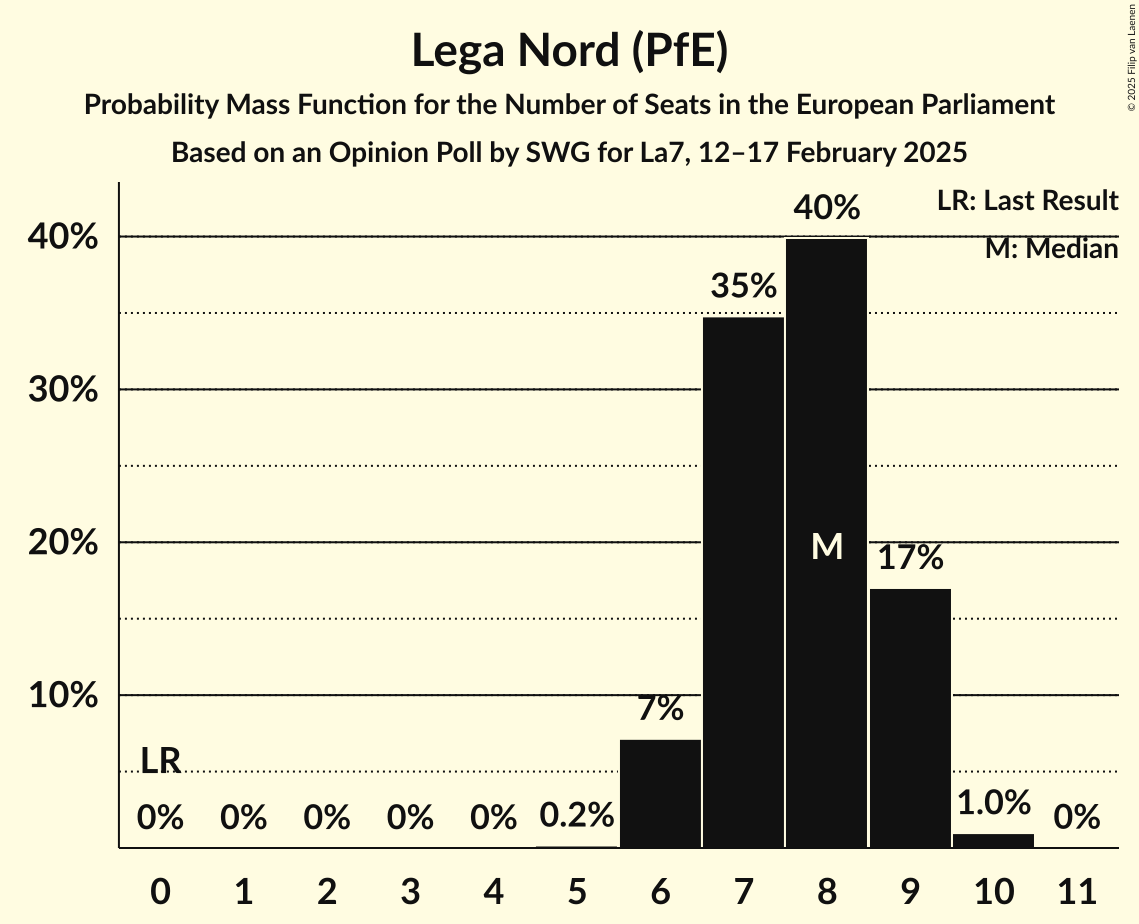 Lega Nord (PfE)
Probability Mass Function for the Number of Seats in the European Parliament
Based on an Opinion Poll by SWG for La7, 12–17 February 2025
© 2025 Filip van Laenen
LR: Last Result
M: Median
40%
30%
20%
10%
LR
0%
0%
0%
0%
0%
0.2%
7%
35%
40%
M
17%
1.0%
0%
0 1 2 3 4 5 6 7 8 9 10 11